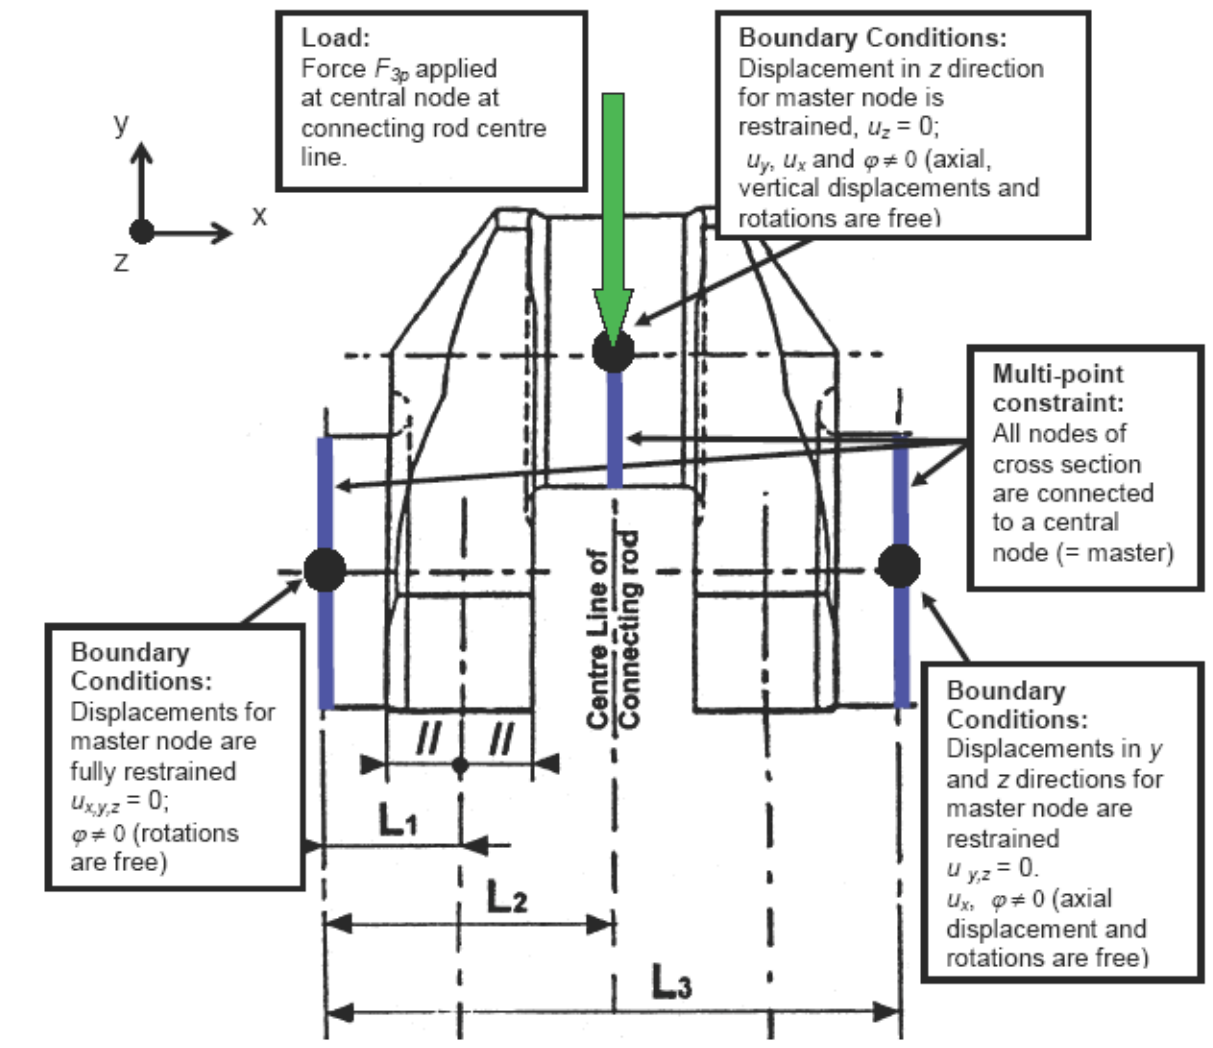 Load:
Force F3p applied
at central node at
connecting rod centre
line.
Boundary Conditions:
Displacement in z direction
for master node is
restrained, uz = 0;
uy, ux and φ ≠ 0 (axial,
vertical displacements and
rotations are free)
y
x
z
Multi-point
constraint:
All nodes of
cross section
are connected
to a central
node (= master)
Centre Line of
Connecting rod
Boundary
Conditions:
Displacements for
master node are
fully restrained
ux,y,z = 0;
φ ≠ 0 (rotations
are free)
Boundary
Conditions:
Displacements in y
and z directions for
master node are
restrained
u y,z = 0.
ux, φ ≠ 0 (axial
displacement and
rotations are free)
// //
L1
L2
L3